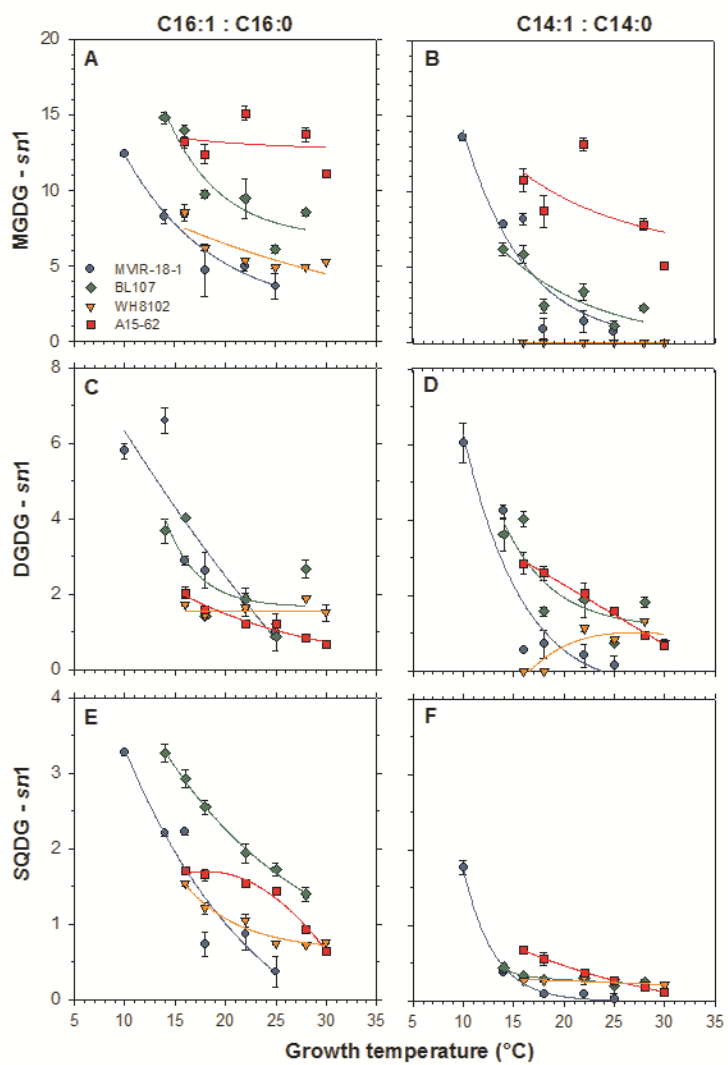 C16:1 : C16:0
C14:1 : C14:0
A
B
MGDG - sn1
20
15
10
5
0
MVIR-18-1
BL107
WH8102
A15-62
C
D
DGDG - sn1
8
6
4
2
0
E
F
SQDG - sn1
4
3
2
1
0
5 10 15 20 25 30 35
5 10 15 20 25 30 35
Growth temperature (°C)